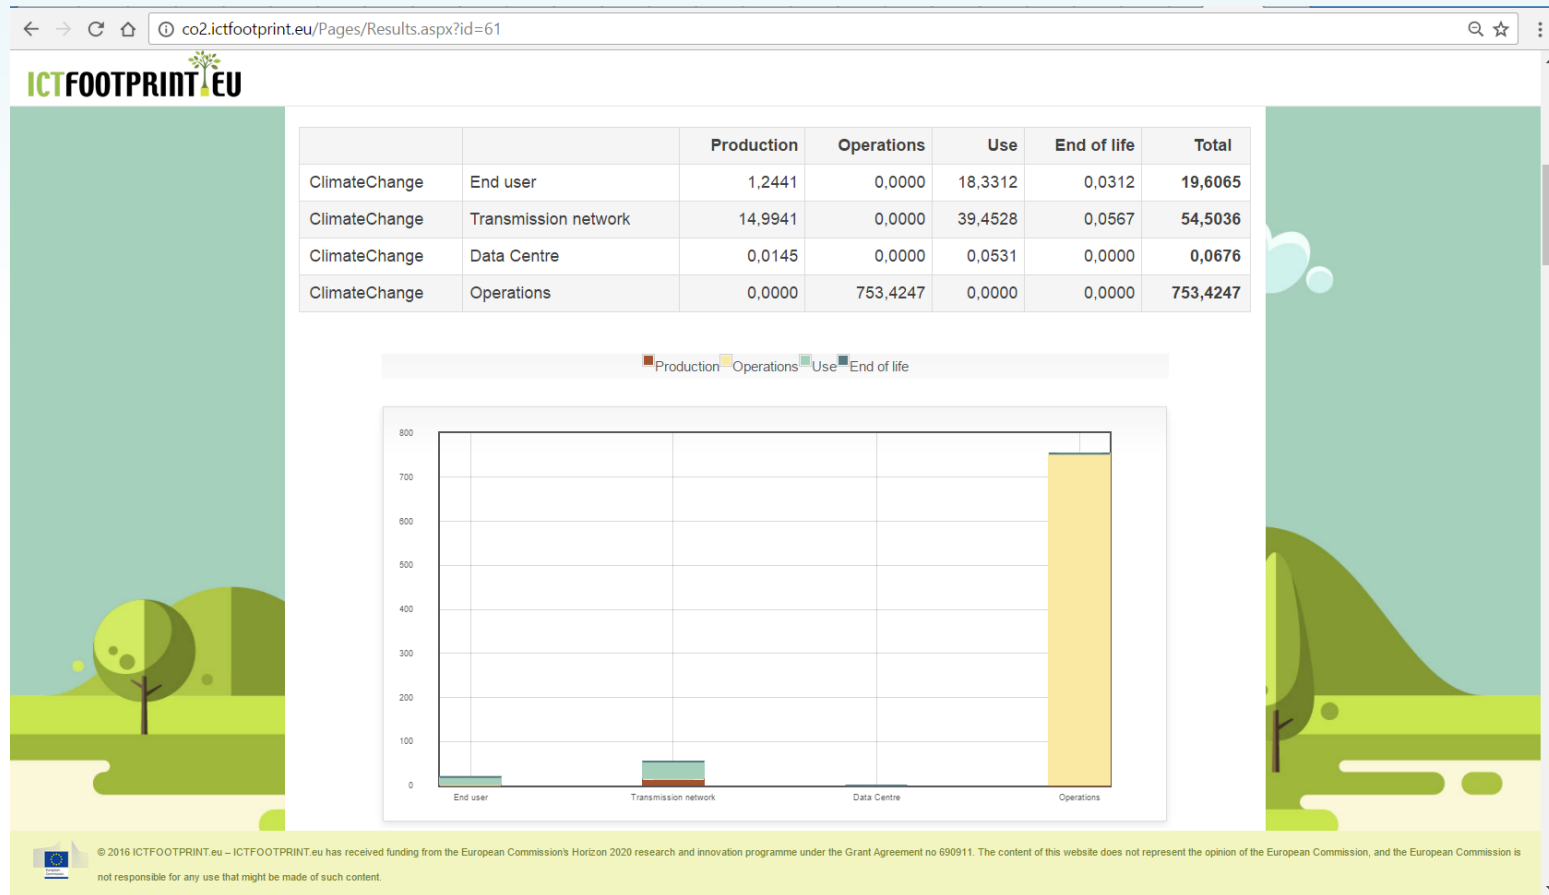 co2.ictfootprint.eu/Pages/Results.aspx?id=61
ICTFOOTPRINT EU
Production Operations Use End of life Total
ClimateChange End user 1,2441 0,0000 18,3312 0,0312 19,6065
ClimateChange Transmission network 14,9941 0,0000 39,4528 0,0567 54,5036
ClimateChange Data Centre 0,0145 0,0000 0,0531 0,0000 0,0676
ClimateChange Operations 0,0000 753,4247 0,0000 0,0000 753,4247
Production Operations Use End of life
800
700
600
500
400
300
200
100
0
End user Transmission network Data Centre Operations
© 2016 ICTFOOTPRINT.eu – ICTFOOTPRINT.eu has received funding from the European Commission's Horizon 2020 research and innovation programme under the Grant Agreement no 690911. The content of this website does not represent the opinion of the European Commission, and the European Commission is
not responsible for any use that might be made of such content.